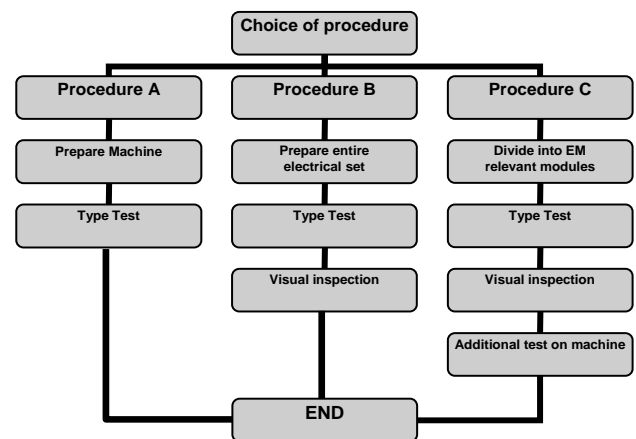 Choice of procedure
Procedure A
Procedure B
Procedure C
Prepare Machine
Prepare entire
electrical set
Divide into EM
relevant modules
Type Test
Type Test
Type Test
Visual inspection
Visual inspection
Additional test on machine
END